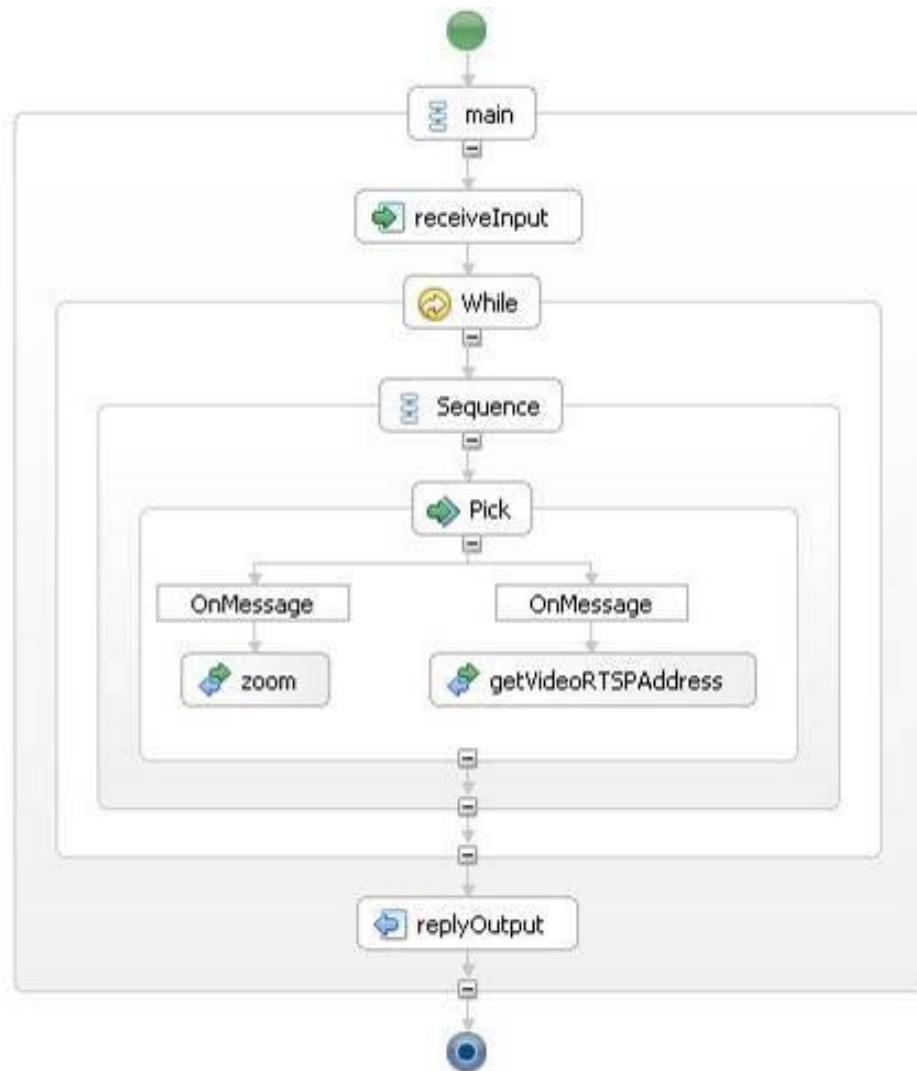 main
receiveInput
While
Sequence
Pick
OnMessage
OnMessage
zoom
getVideoRTSPAddress
replyOutput